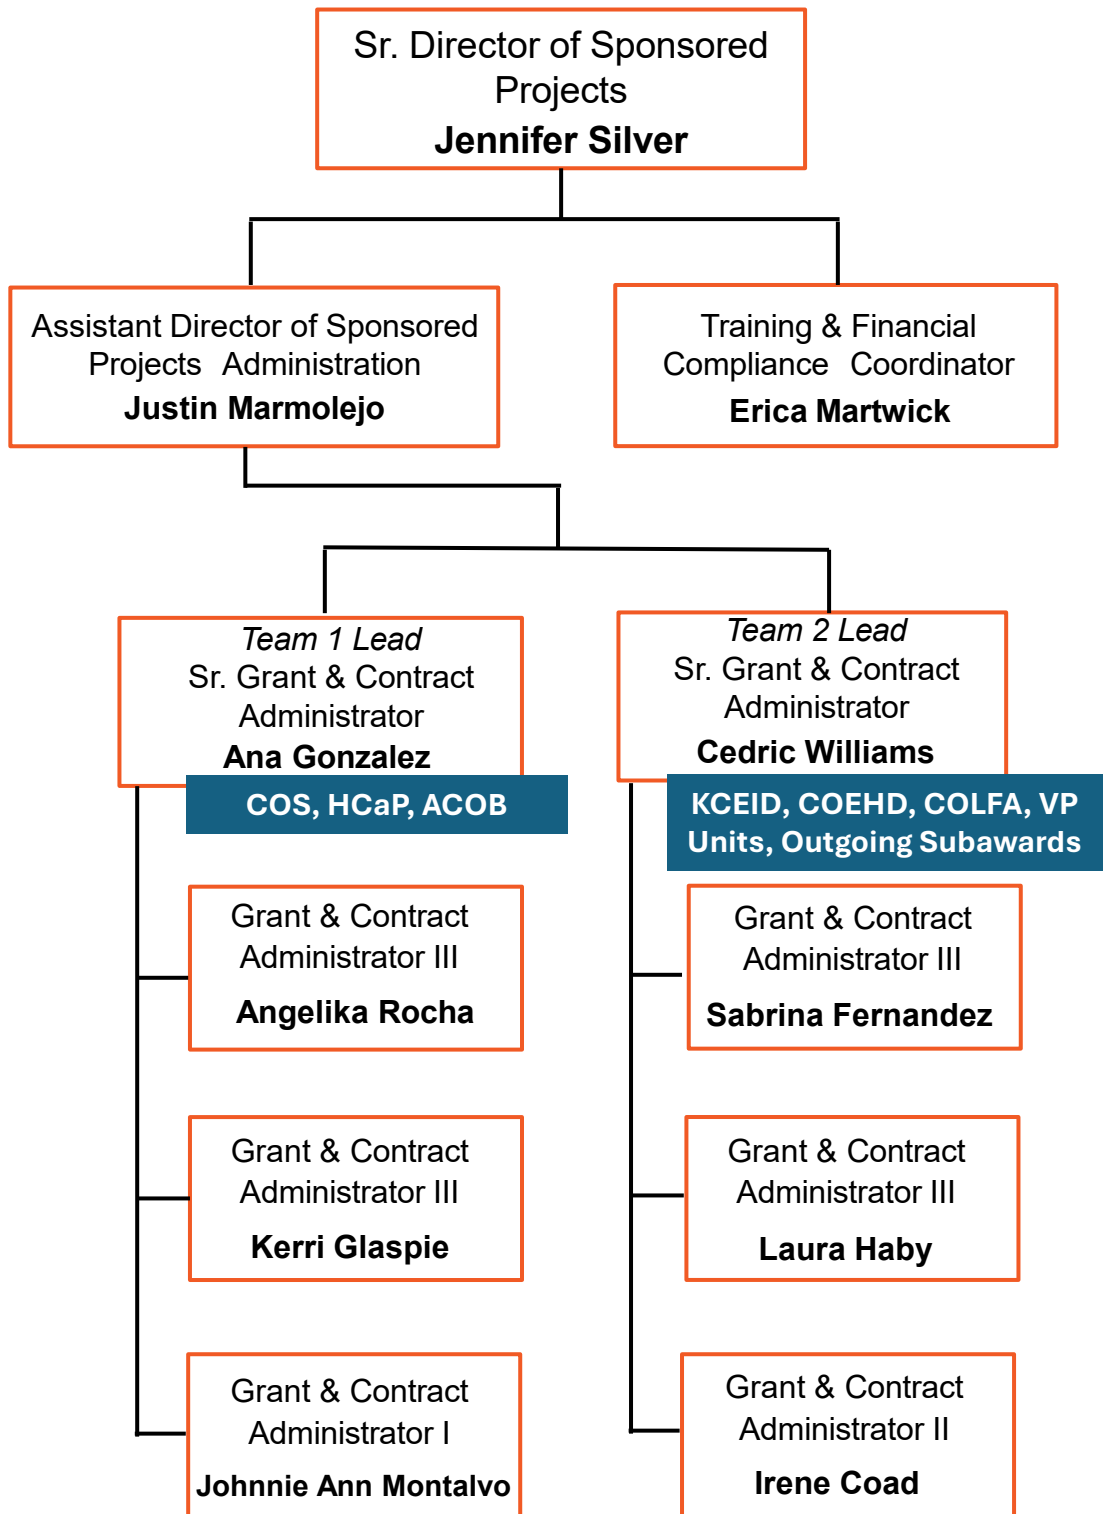 Sr. Director of Sponsored
Projects
Jennifer Silver
Assistant Director of Sponsored
Projects Administration
Justin Marmolejo
Training & Financial
Compliance Coordinator
Erica Martwick
Team 1 Lead
Sr. Grant & Contract
Administrator
Ana Gonzalez
COS, HCaP, ACOB
Team 2 Lead
Sr. Grant & Contract
Administrator
Cedric Williams
KCEID, COEHD, COLFA, VP
Units, Outgoing Subawards
Grant & Contract
Administrator III
Angelika Rocha
Grant & Contract
Administrator III
Sabrina Fernandez
Grant & Contract
Administrator III
Kerri Glaspie
Grant & Contract
Administrator III
Laura Haby
Grant & Contract
Administrator I
Johnnie Ann Montalvo
Grant & Contract
Administrator II
Irene Coad